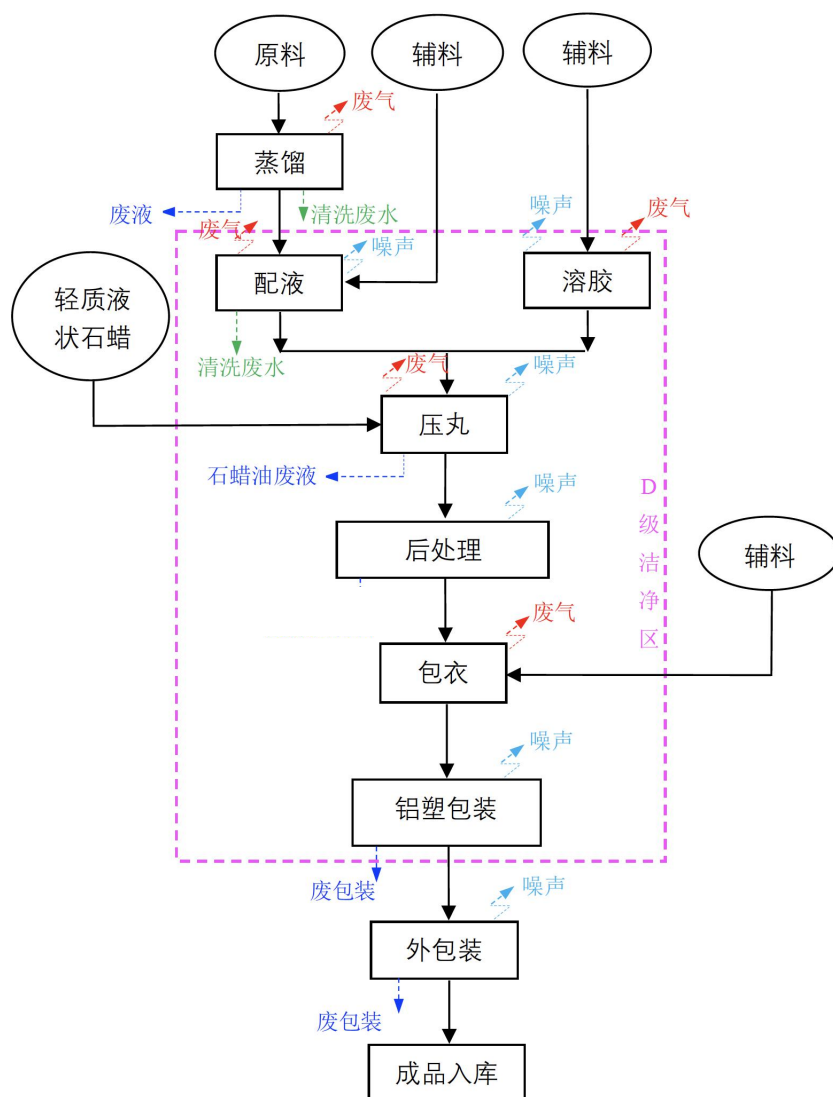 原料
辅料
辅料
废气
蒸馏
废液
清洗废水
噪声
废气
废气
噪声
配液
溶胶
轻质液
状石蜡
清洗废水
废气
噪声
压丸
石蜡油废液
噪声
D
级
洁
净
区
后处理
辅料
废气
包衣
噪声
铝塑包装
废包装
噪声
外包装
废包装
成品入库